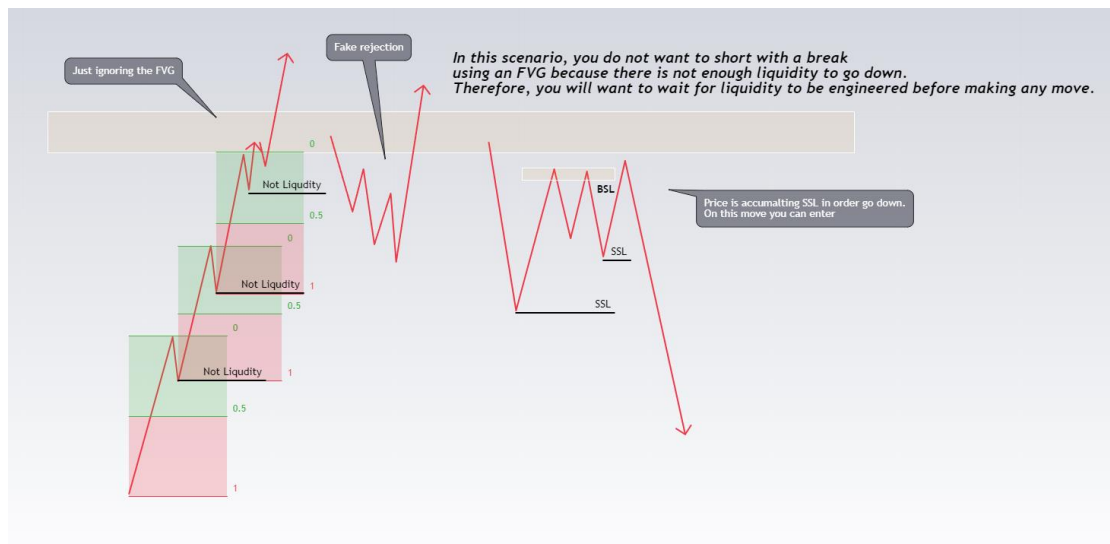 Just ignoring the FVG
Fake rejection
In this scenario, you do not want to short with a break
using an FVG because there is not enough liquidity to go down.
Therefore, you will want to wait for liquidity to be engineered before making any move.
0
Not Liqudity
0.5
0
Not Liqudity
1
0.5
0
Not Liqudity
1
0.5
1
BSL
SSL
SSL
Price is accumalting SSL in order go down.
On this move you can enter